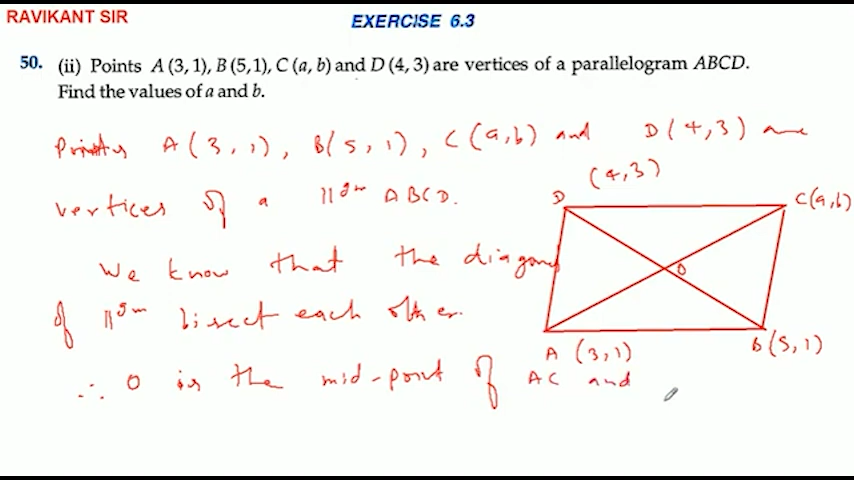 RAVIKANT SIR
EXERCISE 6.3
50. (ii) Points A (3, 1), B (5, 1), C (a, b) and D (4, 3) are vertices of a parallelogram ABCD.
Find the values of a and b.
Points A (3, 1), B(5, 1), C(a,b) and D(4,3) are
(4,3)
D
C(a,b)
vertices of a ||gm ABCD.
We know that the diagonal
O
of ||gm bisect each other.
A (3,1)
B(5,1)
∴ O is the mid-point of AC and